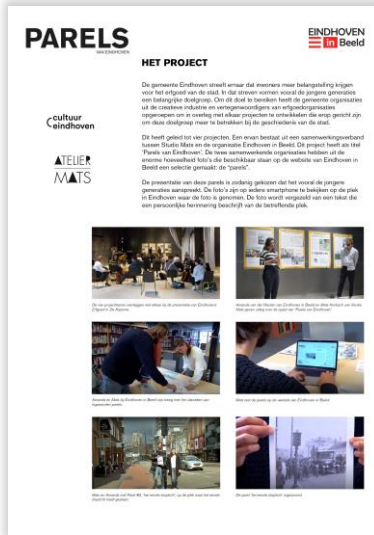 PARELS
VAN EINDHOVEN
EINDHOVEN
in Beeld
HET PROJECT
cultuur
eindhoven
ATELIER
MATS
De gemeente Eindhoven streeft ernaar dat inwoners meer belangstelling krijgen
voor het erfgoed van de stad. In dat streven vormen vooral de jongere generaties
een belangrijke doelgroep. Om dit doel te bereiken heeft de gemeente organisaties
uit de creatieve industrie en vertegenwoordigers van erfgoedorganisaties
opgeroepen om in overleg met elkaar projecten te ontwikkelen die erop gericht zijn
om deze doelgroep meer te betrekken bij de geschiedenis van de stad.
Dit heeft geleid tot vier projecten. Een ervan bestaat uit een samenwerkingsverband
tussen Studio Mats en de organisatie Eindhoven in Beeld. Dit project heeft als titel
'Parels van Eindhoven'. De twee samenwerkende organisaties hebben uit de
enorme hoeveelheid foto's die beschikbaar staan op de website van Eindhoven in
Beeld een selectie gemaakt: de "parels".
De presentatie van deze parels is zodanig gekozen dat het vooral de jongere
generaties aanspreekt. De foto's zijn op iedere smartphone te bekijken op de plek
in Eindhoven waar de foto is genomen. De foto wordt vergezeld van een tekst die
een persoonlijke herinnering beschrijft van de betreffende plek.